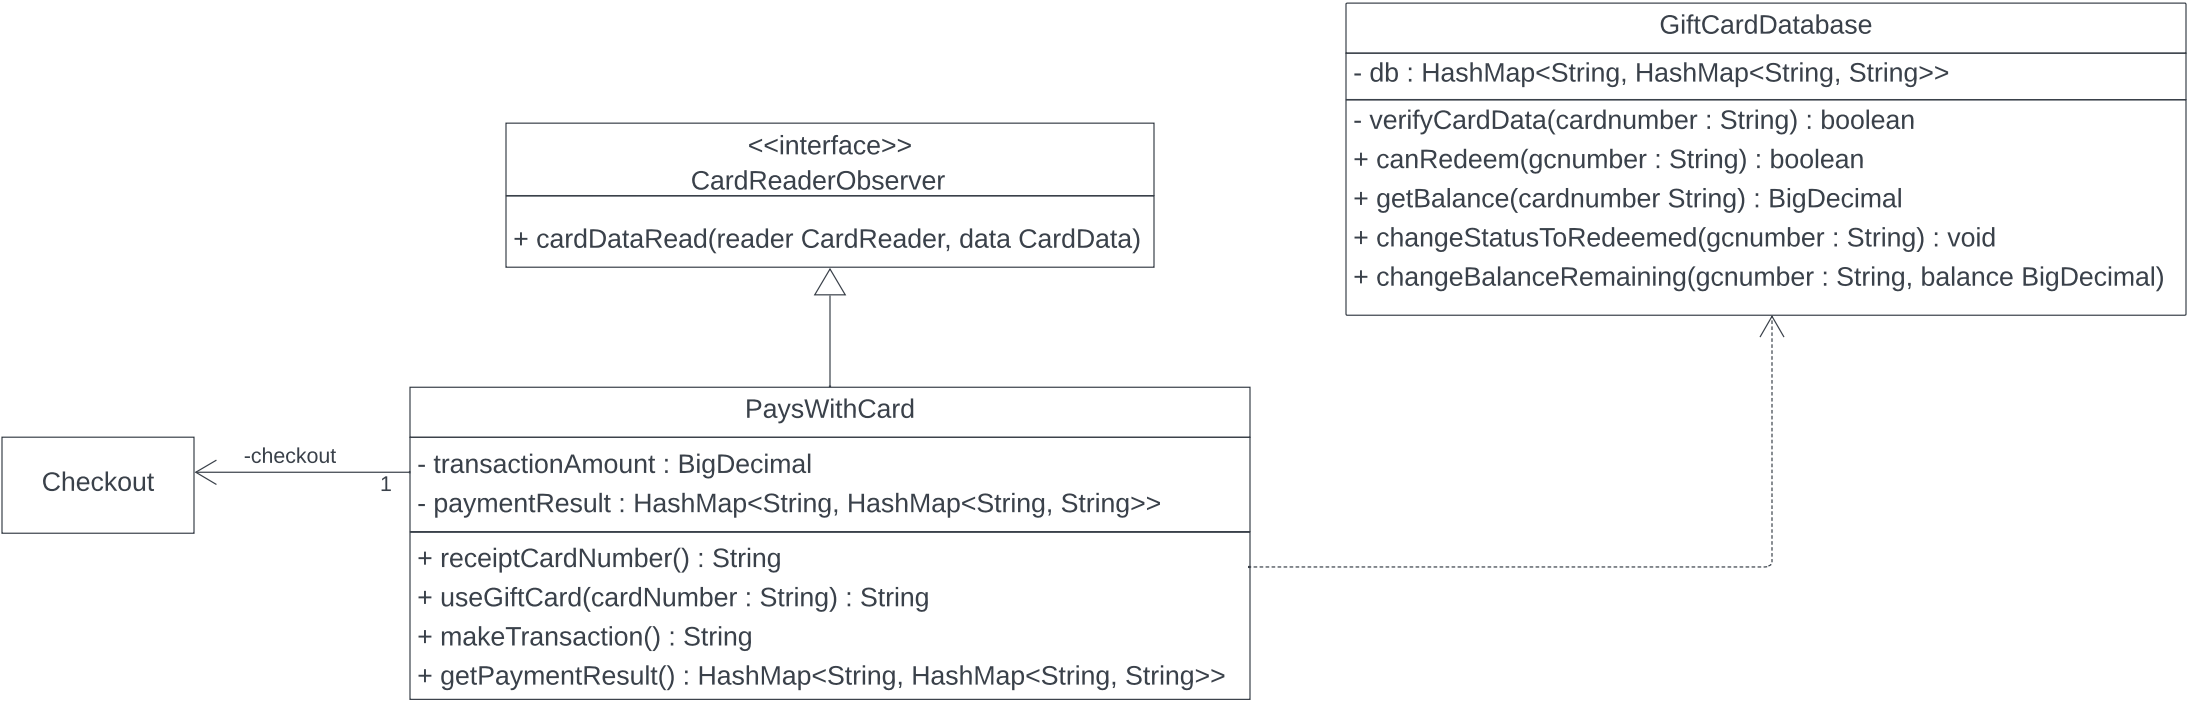 GiftCardDatabase
- db : HashMap<String, HashMap<String, String>>
- verifyCardData(cardnumber : String) : boolean
+ canRedeem(gcnumber : String) : boolean
+ getBalance(cardnumber String) : BigDecimal
+ changeStatusToRedeemed(gcnumber : String) : void
+ changeBalanceRemaining(gcnumber : String, balance BigDecimal)
<<interface>>
CardReaderObserver
+ cardDataRead(reader CardReader, data CardData)
PaysWithCard
- transactionAmount : BigDecimal
- paymentResult : HashMap<String, HashMap<String, String>>
+ receiptCardNumber() : String
+ useGiftCard(cardNumber : String) : String
+ makeTransaction() : String
+ getPaymentResult() : HashMap<String, HashMap<String, String>>
-checkout
1
Checkout